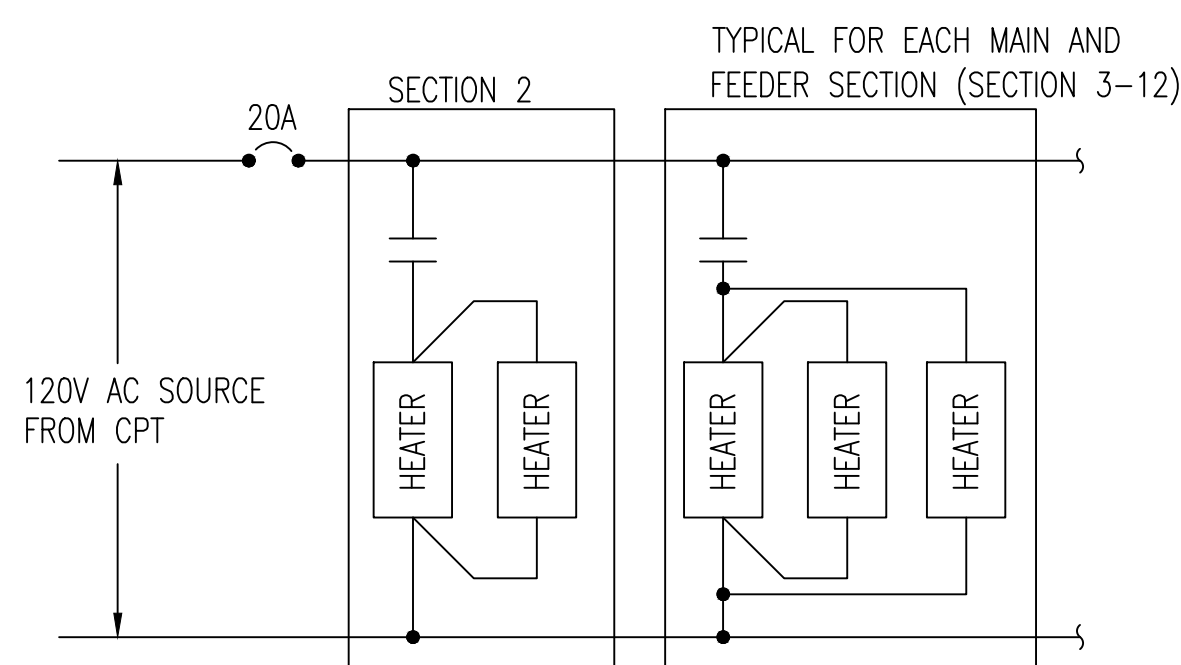 TYPICAL FOR EACH MAIN AND
FEEDER SECTION (SECTION 3-12)
SECTION 2
20A
120V AC SOURCE
FROM CPT
HEATER
HEATER
HEATER
HEATER
HEATER